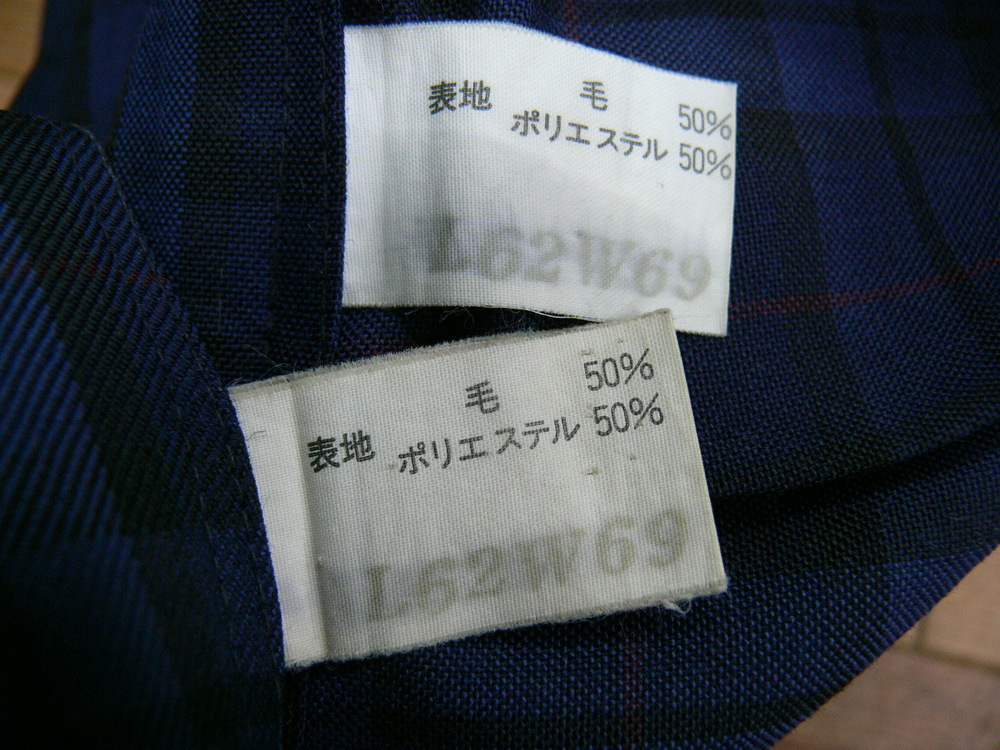 表地 毛 50%
ポリエステル 50%
L62W69
毛 50%
表地 ポリエステル 50%
L62W69